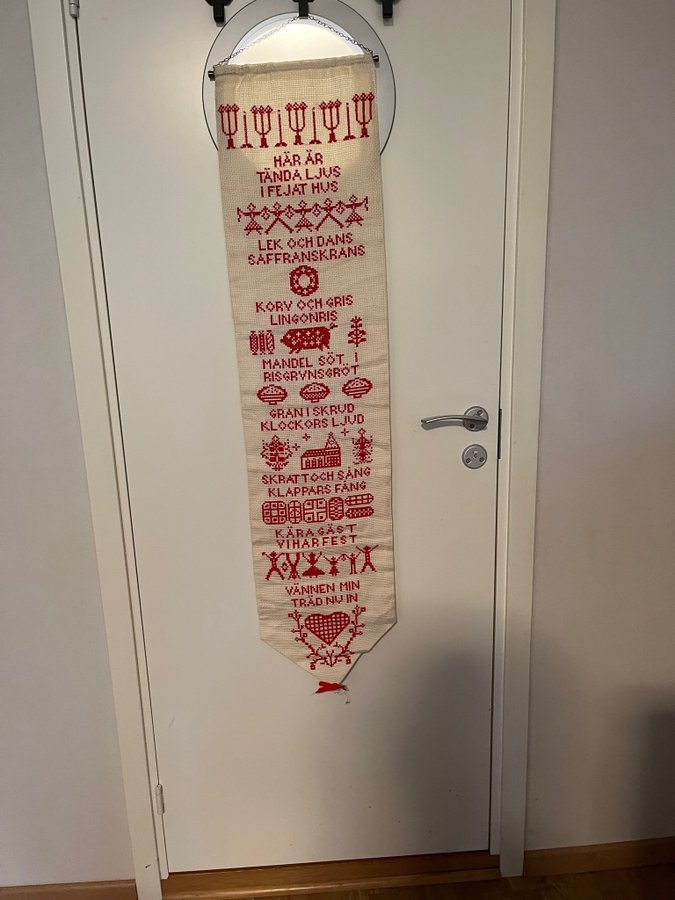 HÄR ÄR
TÄNDA LJUS
I FEJAT HUS
LEK OCH DANS
SAFFRANSKRANS
KORV OCH GRIS
LINGONRIS
MANDEL SÖT I
RISGRYNSGRÖT
GRAN I SKRUD
KLOCKORS LJUD
SKRATT OCH SÅNG
KLAPPARS FÅNG
KÄRA GÄST
VI HAR FEST
VÄNNEN MIN
TRÄD NU IN